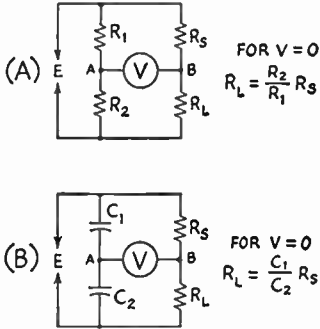 (A)
E
R1
RS
A
V
B
R2
RL
FOR V=0
RL = R2/R1 RS
(B)
E
C1
RS
A
V
B
C2
RL
FOR V=0
RL = C1/C2 RS